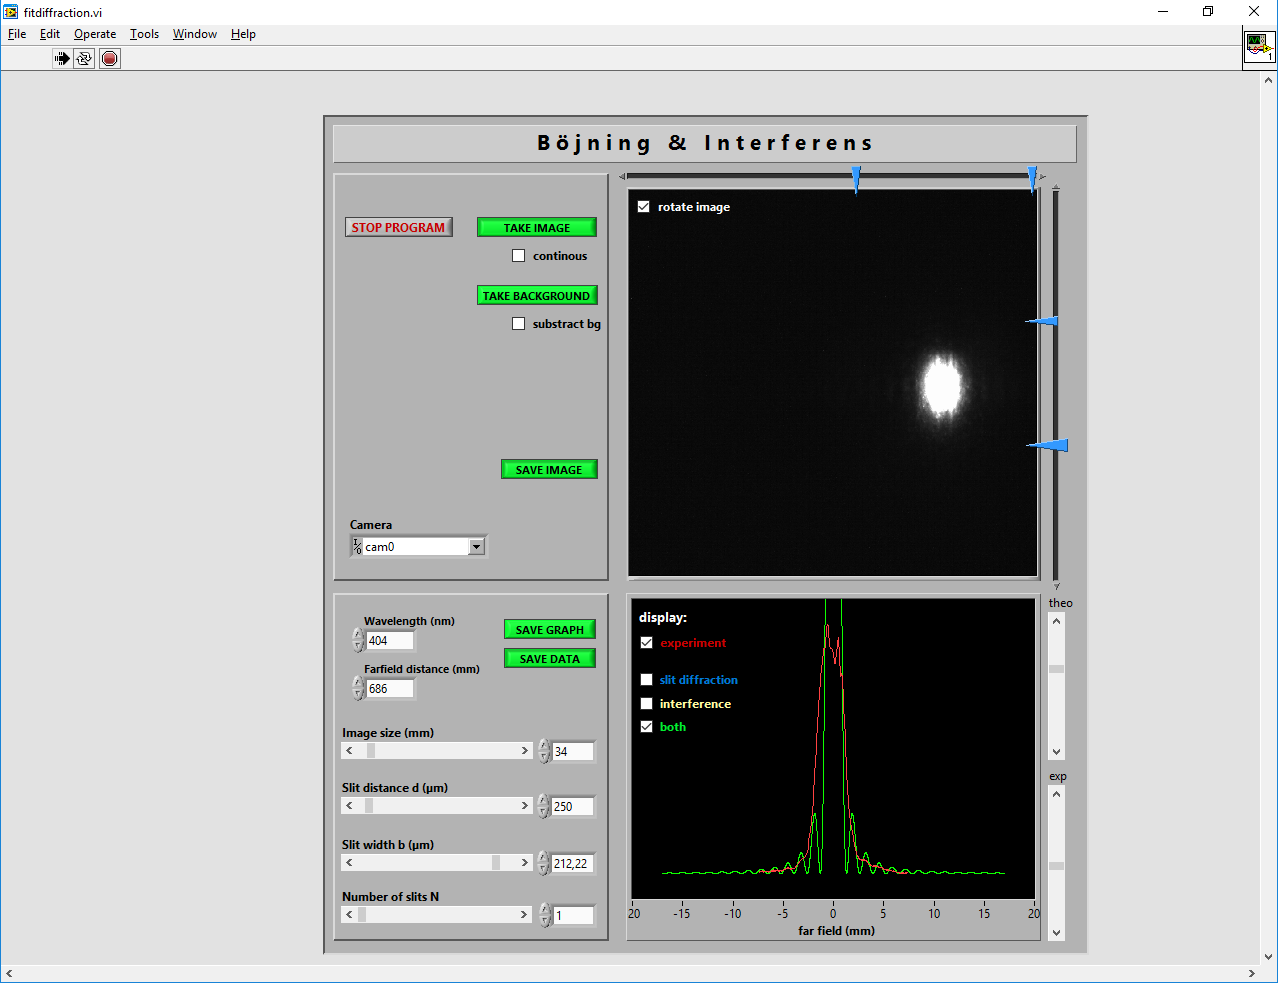 fitdiffraction.vi
File Edit Operate Tools Window Help
1
Böjning & Interferens
STOP PROGRAM
TAKE IMAGE
continous
TAKE BACKGROUND
substract bg
SAVE IMAGE
Camera
I/0 cam0
rotate image
Wavelength (nm)
404
SAVE GRAPH
SAVE DATA
Farfield distance (mm)
686
Image size (mm)
34
Slit distance d (µm)
250
Slit width b (µm)
212,22
Number of slits N
1
display:
experiment
slit diffraction
interference
both
20 -15 -10 -5 0 5 10 15 20
far field (mm)
theo
exp